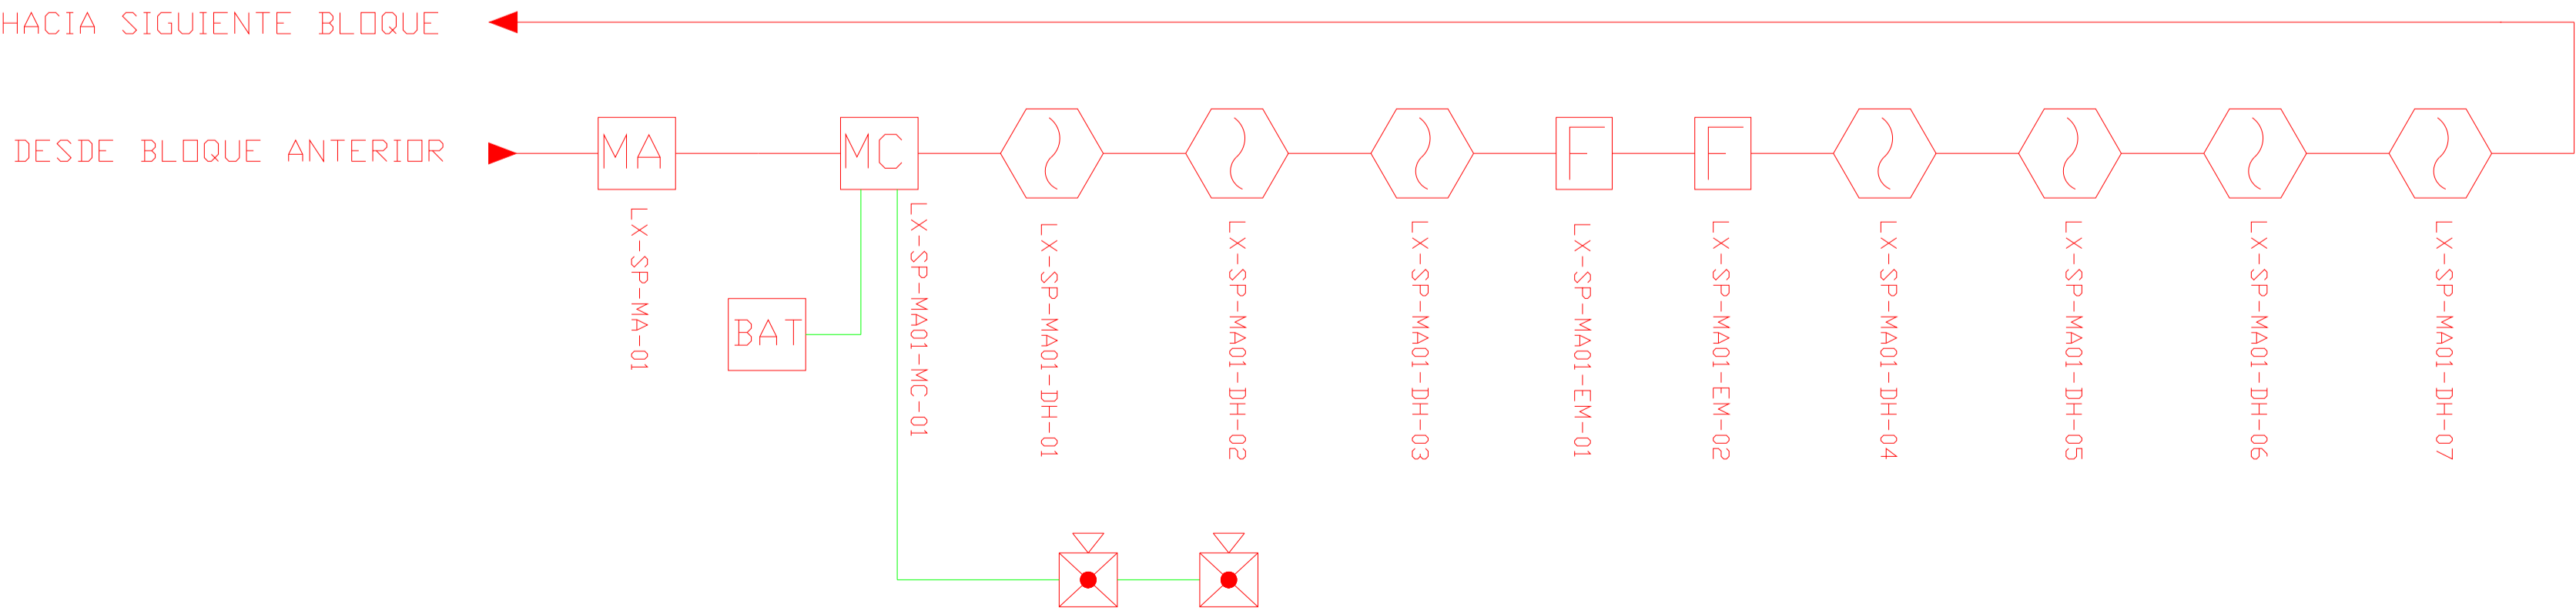 HACIA SIGUIENTE BLOQUE
DESDE BLOQUE ANTERIOR
MA
MC
F
F
LX-SP-MA-01
LX-SP-MA01-MC-01
LX-SP-MA01-DH-01
LX-SP-MA01-DH-02
LX-SP-MA01-DH-03
LX-SP-MA01-EM-01
LX-SP-MA01-EM-02
LX-SP-MA01-DH-04
LX-SP-MA01-DH-05
LX-SP-MA01-DH-06
LX-SP-MA01-DH-07
BAT